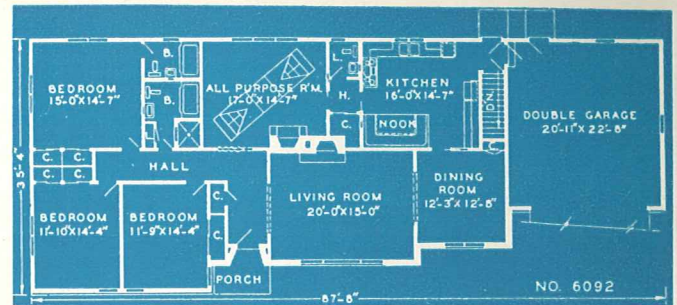 BEDROOM
15'-0"X14'-7"
B.
B.
ALL PURPOSE R'M.
17'-0"X14'-7"
L.
H.
C.
KITCHEN
16'-0"X14'-7"
NOOK
DN.
DOUBLE GARAGE
20'-11"X 22'-8"
C. C.
C. C.
HALL
BEDROOM
11'-10"X14'-4"
BEDROOM
11'-9"X14'-4"
C.
C.
LIVING ROOM
20'-0"X15'-0"
DINING
ROOM
12'-3"X 12'-8"
C.
PORCH
35'-4"
87'-8"
NO. 6092